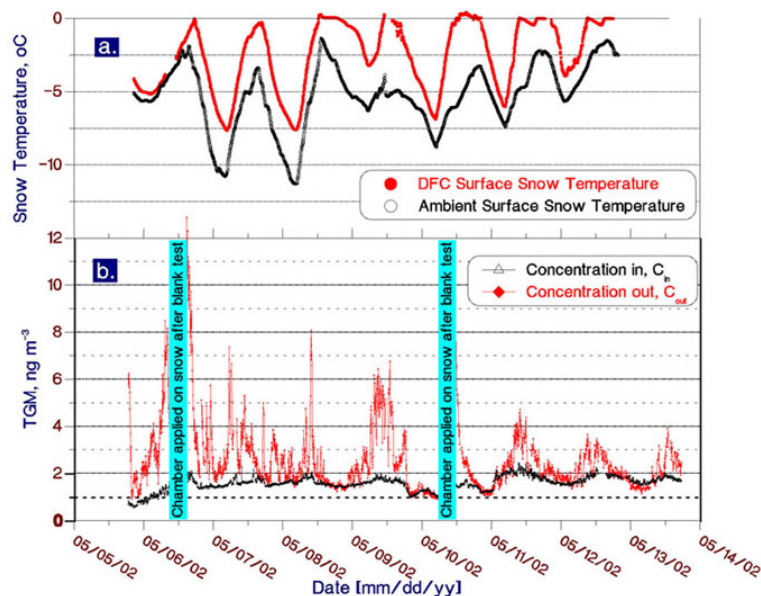 a.
0
-5
-10
Snow Temperature, oC
DFC Surface Snow Temperature
Ambient Surface Snow Temperature
b.
12
10
8
6
4
2
1
0
TGM, ng m⁻³
Chamber applied on snow after blank test
Chamber applied on snow after blank test
Concentration in, C_in
Concentration out, C_out
05/05/02
05/06/02
05/07/02
05/08/02
05/09/02
05/10/02
05/11/02
05/12/02
05/13/02
05/14/02
Date [mm/dd/yy]